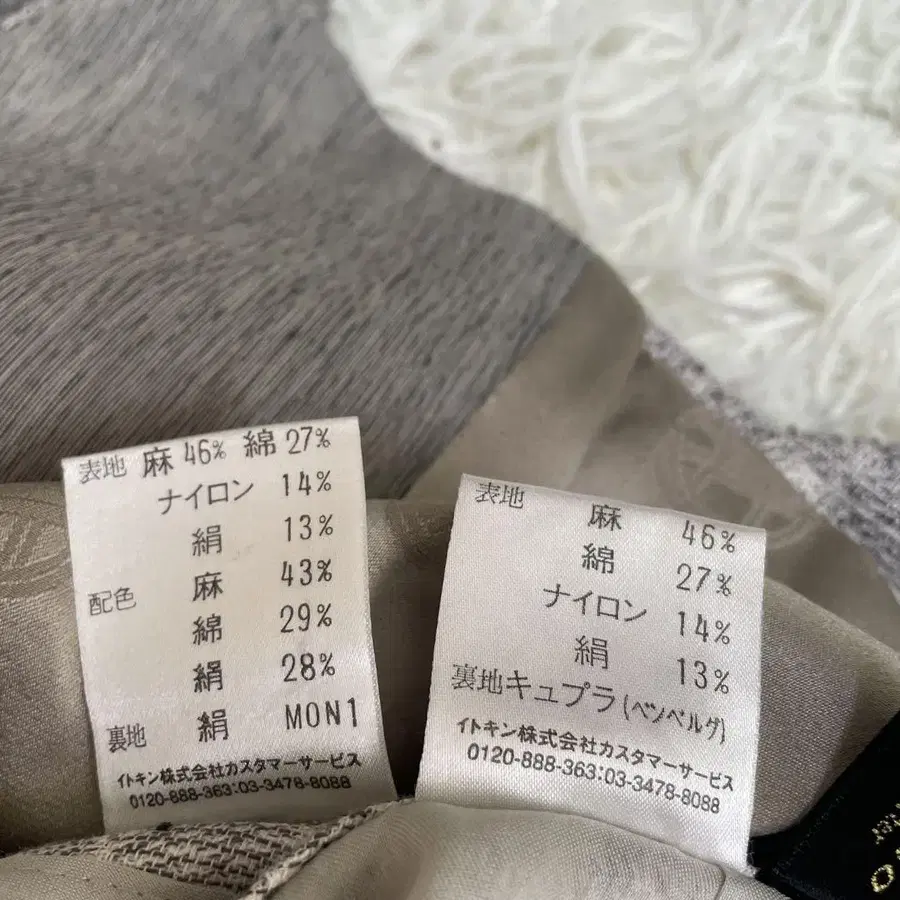 表地 麻 46% 綿 27%
ナイロン 14%
絹 13%
配色 麻 43%
綿 29%
絹 28%
裏地 絹 MON1
イトキン株式会社カスタマーサービス
0120-888-363:03-3478-8088
表地 麻 46%
綿 27%
ナイロン 14%
絹 13%
裏地キュプラ(ベツベルグ)
イトキン株式会社カスタマーサービス
0120-888-363:03-3478-8088